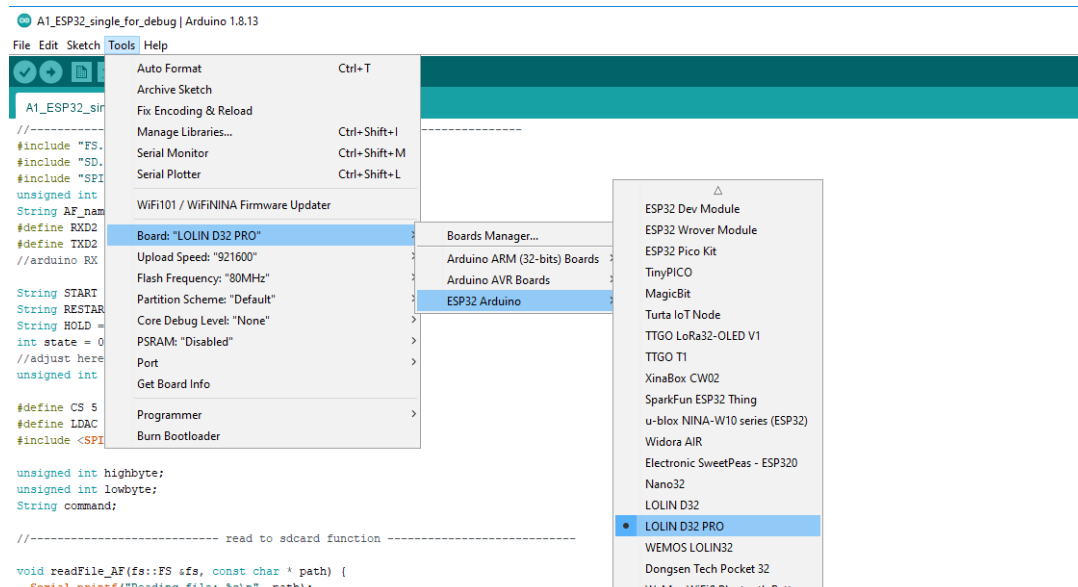 A1_ESP32_single_for_debug | Arduino 1.8.13
File Edit Sketch Tools Help
A1_ESP32_sin
Auto Format Ctrl+T
Archive Sketch
Fix Encoding & Reload
Manage Libraries... Ctrl+Shift+I
Serial Monitor Ctrl+Shift+M
Serial Plotter Ctrl+Shift+L
WiFi101 / WiFiNINA Firmware Updater
Board: "LOLIN D32 PRO"
Upload Speed: "921600"
Flash Frequency: "80MHz"
Partition Scheme: "Default"
Core Debug Level: "None"
PSRAM: "Disabled"
Port
Get Board Info
Programmer
Burn Bootloader
Boards Manager...
Arduino ARM (32-bits) Boards
Arduino AVR Boards
ESP32 Arduino
ESP32 Dev Module
ESP32 Wrover Module
ESP32 Pico Kit
TinyPICO
MagicBit
Turta IoT Node
TTGO LoRa32-OLED V1
TTGO T1
XinaBox CW02
SparkFun ESP32 Thing
u-blox NINA-W10 series (ESP32)
Widora AIR
Electronic SweetPeas - ESP320
Nano32
LOLIN D32
LOLIN D32 PRO
WEMOS LOLIN32
Dongsen Tech Pocket 32
//-----------
#include "FS.
#include "SD.
#include "SPI
unsigned int
String AF_nam
#define RXD2
#define TXD2
//arduino RX
String START
String RESTAR
String HOLD =
int state = 0
//adjust here
unsigned int
#define CS 5
#define LDAC
#include <SPI
unsigned int highbyte;
unsigned int lowbyte;
String command;
//---------------------------- read to sdcard function ----------------------------
void readFile_AF(fs::FS &fs, const char * path) {
Serial.printf("Reading file: %s\n", path);